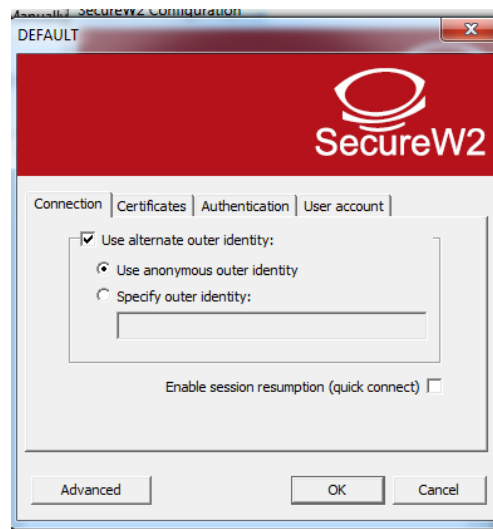 Manually SecureW2 Configuration
DEFAULT
SecureW2
Connection Certificates Authentication User account
Use alternate outer identity:
Use anonymous outer identity
Specify outer identity:
Enable session resumption (quick connect)
Advanced OK Cancel